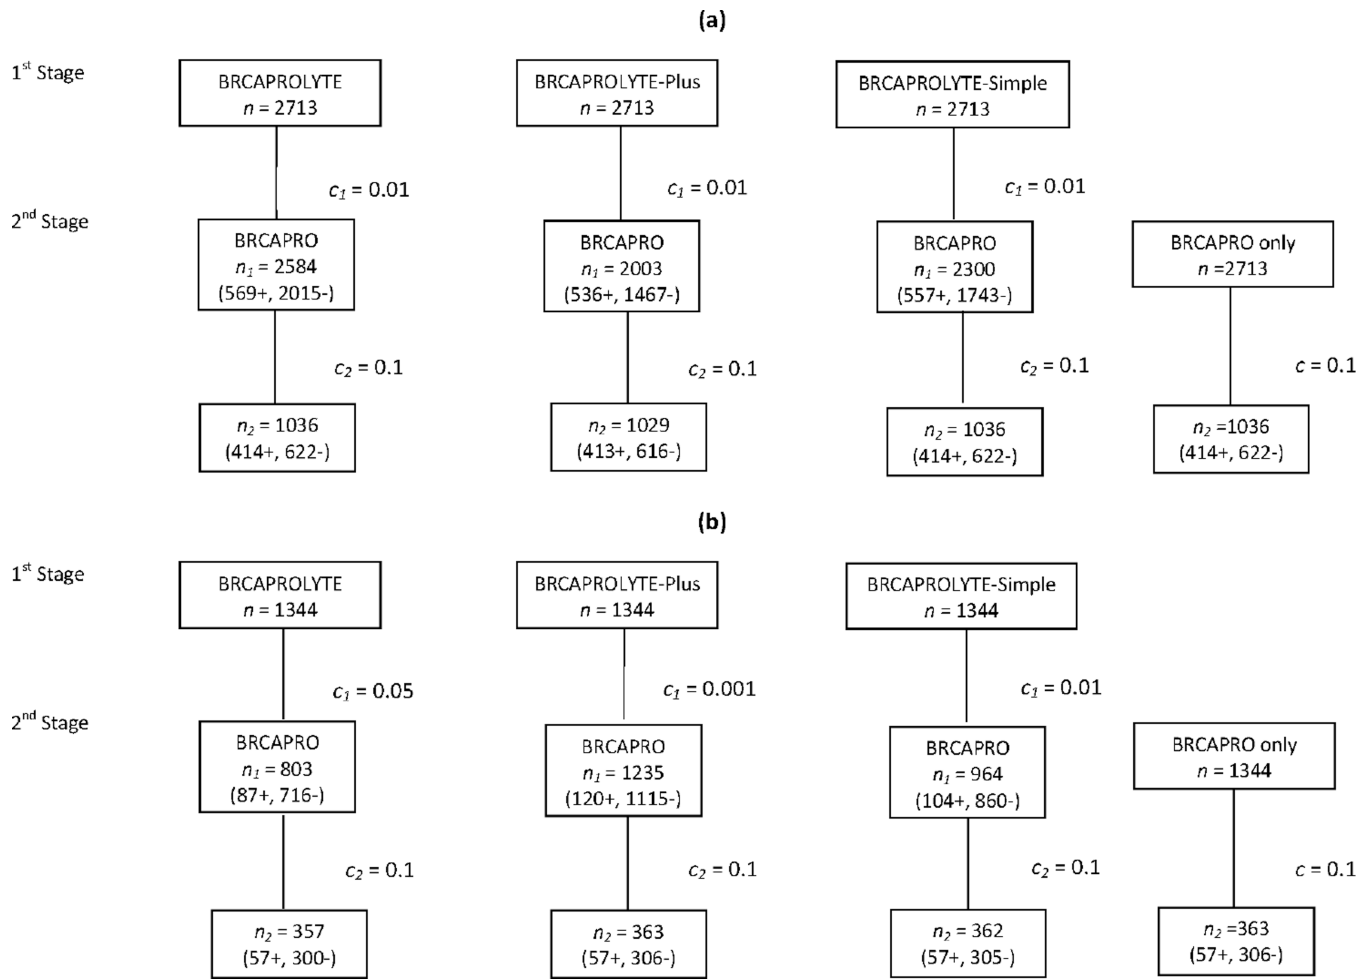 (a)
1st Stage
BRCAPROLYTE
n = 2713
BRCAPROLYTE-Plus
n = 2713
BRCAPROLYTE-Simple
n = 2713
c1 = 0.01
c1 = 0.01
c1 = 0.01
2nd Stage
BRCAPRO
n1 = 2584
(569+, 2015-)
BRCAPRO
n1 = 2003
(536+, 1467-)
BRCAPRO
n1 = 2300
(557+, 1743-)
BRCAPRO only
n =2713
c2 = 0.1
c2 = 0.1
c2 = 0.1
c = 0.1
n2 = 1036
(414+, 622-)
n2 = 1029
(413+, 616-)
n2 = 1036
(414+, 622-)
n2 =1036
(414+, 622-)
(b)
1st Stage
BRCAPROLYTE
n = 1344
BRCAPROLYTE-Plus
n = 1344
BRCAPROLYTE-Simple
n = 1344
c1 = 0.05
c1 = 0.001
c1 = 0.01
2nd Stage
BRCAPRO
n1 = 803
(87+, 716-)
BRCAPRO
n1 = 1235
(120+, 1115-)
BRCAPRO
n1 = 964
(104+, 860-)
BRCAPRO only
n = 1344
c2 = 0.1
c2 = 0.1
c2 = 0.1
c = 0.1
n2 = 357
(57+, 300-)
n2 = 363
(57+, 306-)
n2 = 362
(57+, 305-)
n2 =363
(57+, 306-)